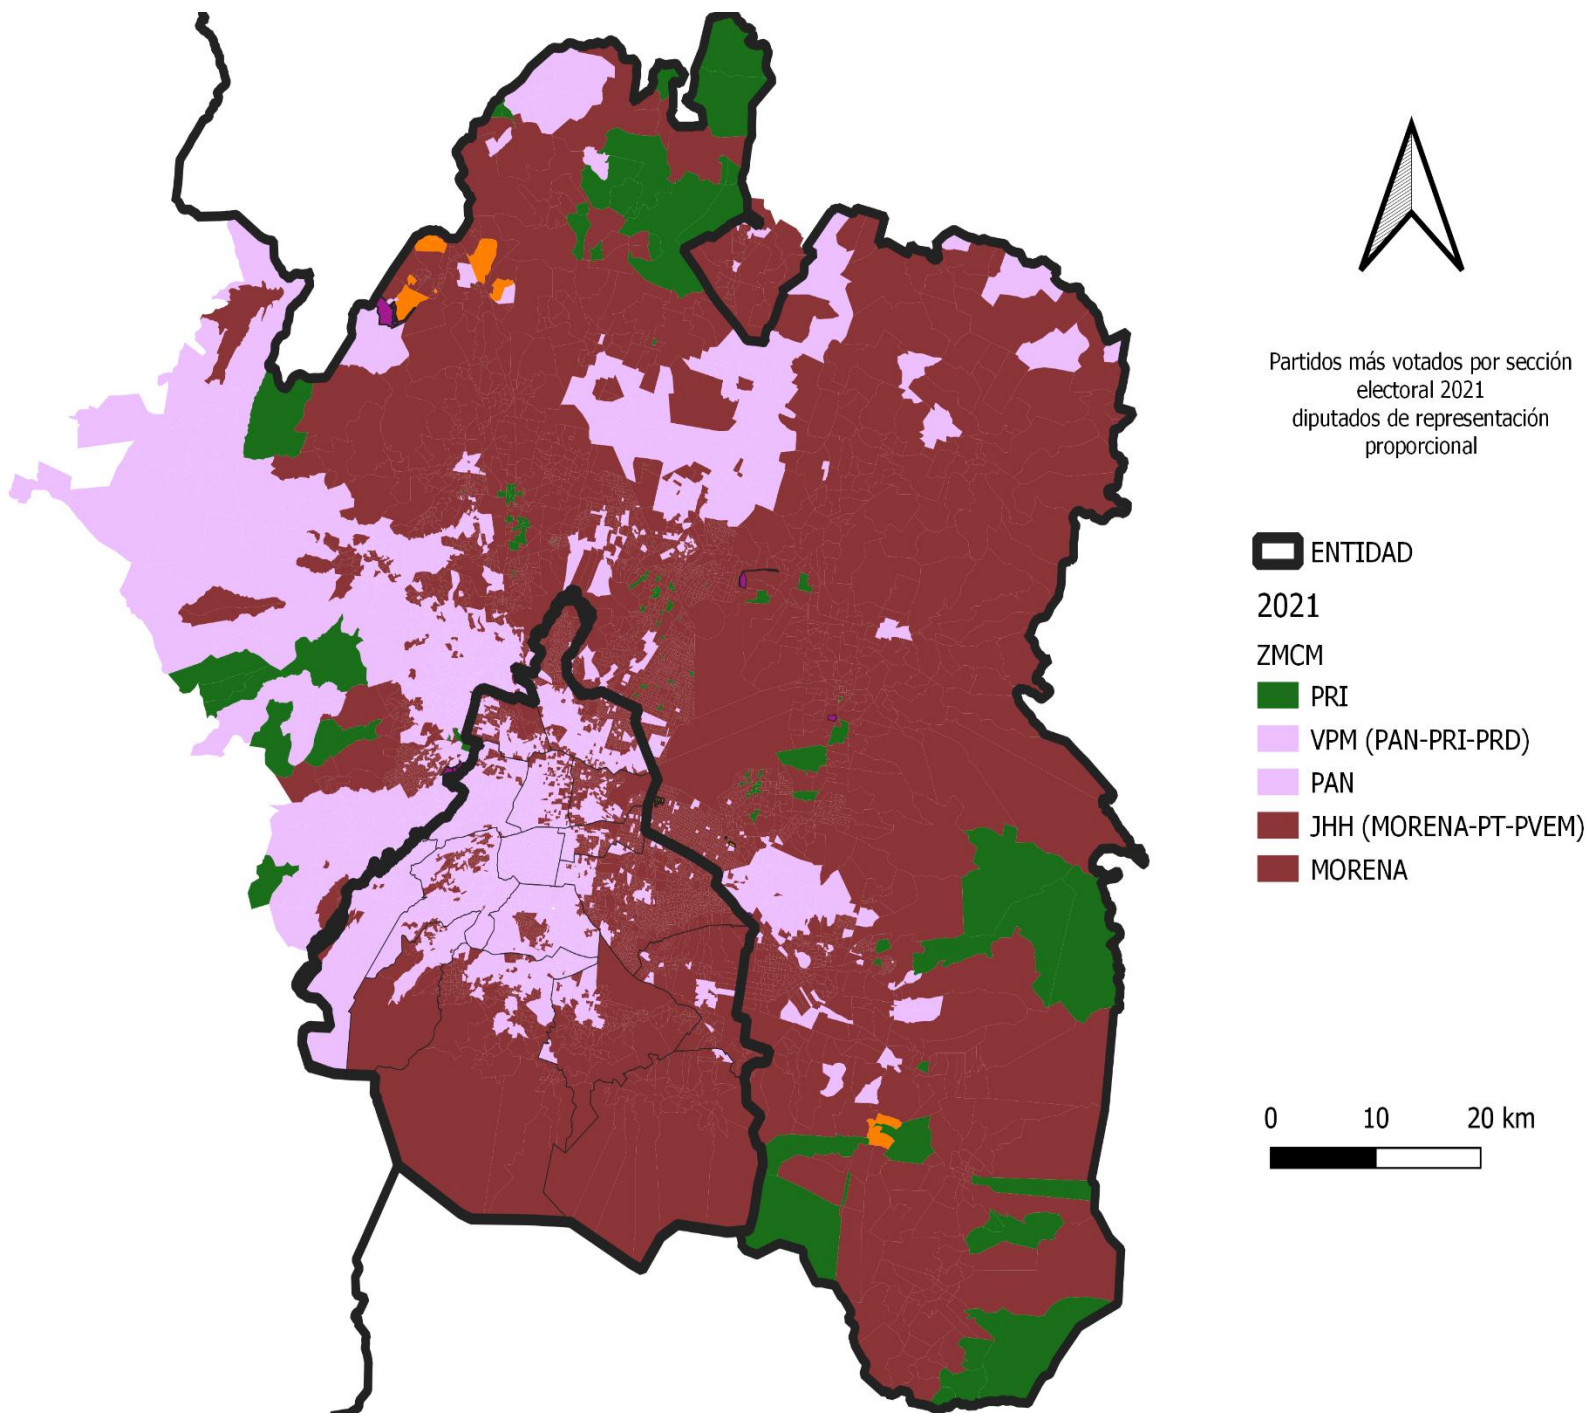 Partidos más votados por sección
electoral 2021
diputados de representación
proporcional
ENTIDAD
2021
ZMCM
PRI
VPM (PAN-PRI-PRD)
PAN
JHH (MORENA-PT-PVEM)
MORENA
0 10 20 km